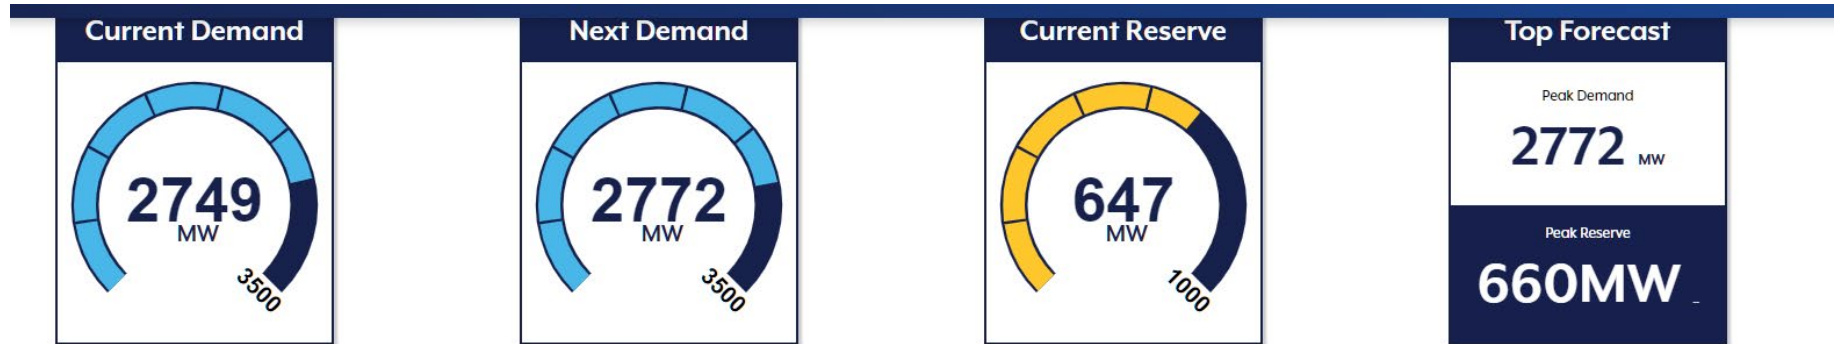 Current Demand
2749
MW
3500
Next Demand
2772
MW
3500
Current Reserve
647
MW
1000
Top Forecast
Peak Demand
2772 MW
Peak Reserve
660MW